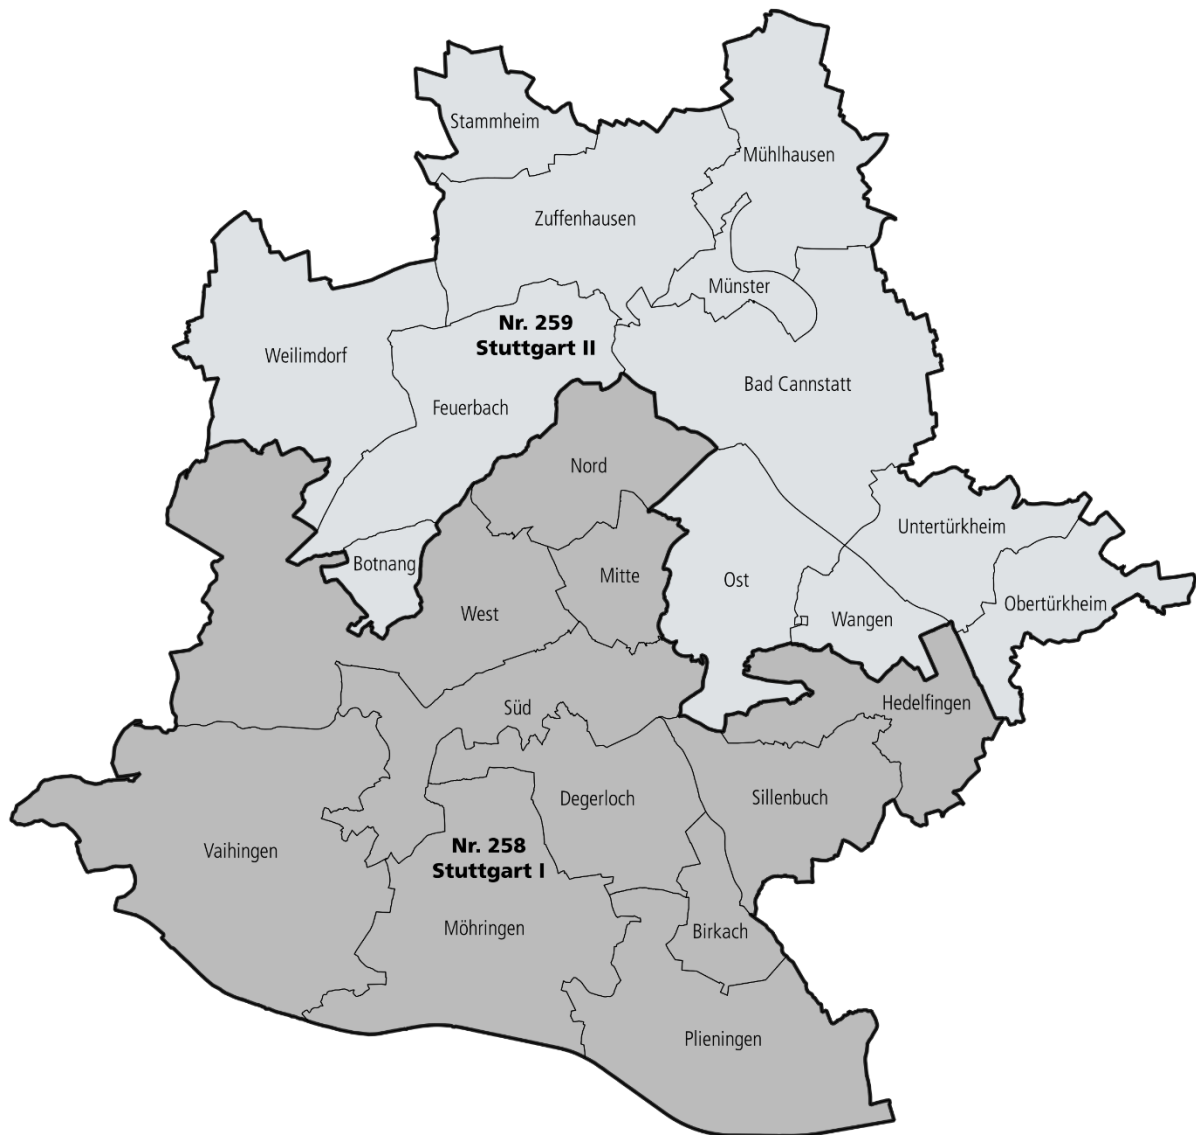 Stammheim
Mühlhausen
Zuffenhausen
Münster
Nr. 259
Stuttgart II
Weilimdorf
Bad Cannstatt
Feuerbach
Nord
Untertürkheim
Botnang
Mitte
Ost
Obertürkheim
West
Wangen
Hedelfingen
Süd
Degerloch
Sillenbuch
Vaihingen
Nr. 258
Stuttgart I
Möhringen
Birkach
Plieningen